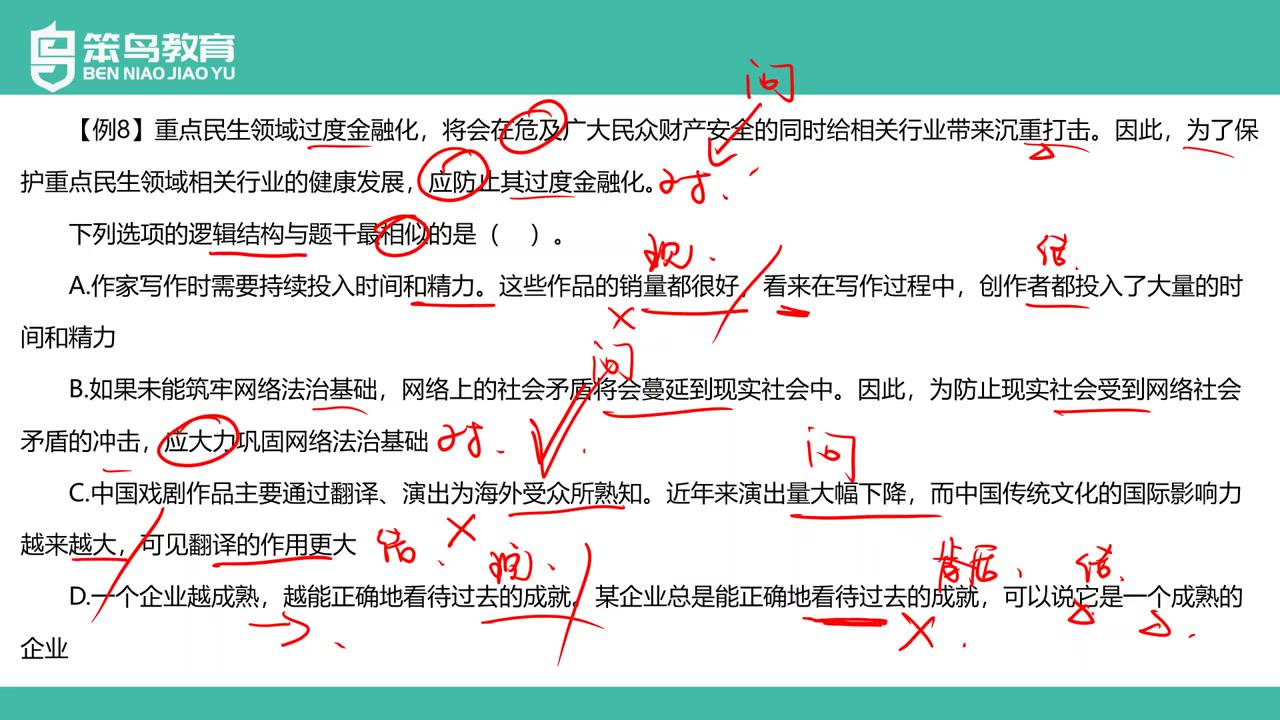 笨鸟教育
BEN NIAO JIAO YU
问
【例8】重点民生领域过度金融化，将会在危及广大民众财产安全的同时给相关行业带来沉重打击。因此，为了保
护重点民生领域相关行业的健康发展，应防止其过度金融化。对.
下列选项的逻辑结构与题干最相似的是（　）。
现. 结.
A.作家写作时需要持续投入时间和精力。这些作品的销量都很好，看来在写作过程中，创作者都投入了大量的时
间和精力
问
B.如果未能筑牢网络法治基础，网络上的社会矛盾将会蔓延到现实社会中。因此，为防止现实社会受到网络社会
矛盾的冲击，应大力巩固网络法治基础 对.
问
C.中国戏剧作品主要通过翻译、演出为海外受众所熟知。近年来演出量大幅下降，而中国传统文化的国际影响力
越来越大，可见翻译的作用更大 结.
现. 结.
D.一个企业越成熟，越能正确地看待过去的成就。某企业总是能正确地看待过去的成就，可以说它是一个成熟的
企业